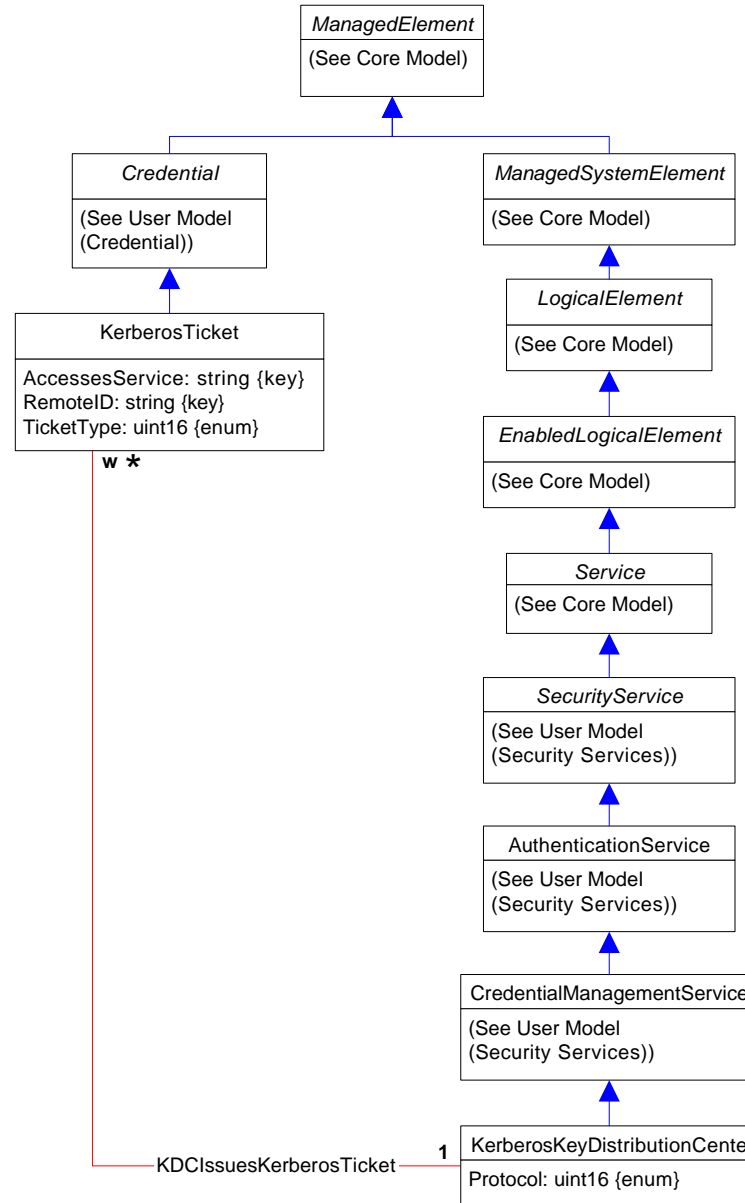 ManagedElement
(See Core Model)
Credential
(See User Model
(Credential))
ManagedSystemElement
(See Core Model)
KerberosTicket
AccessesService: string {key}
RemoteID: string {key}
TicketType: uint16 {enum}
LogicalElement
(See Core Model)
EnabledLogicalElement
(See Core Model)
w *
Service
(See Core Model)
SecurityService
(See User Model
(Security Services))
AuthenticationService
(See User Model
(Security Services))
CredentialManagementService
(See User Model
(Security Services))
1
KDCIssuesKerberosTicket
KerberosKeyDistributionCente
Protocol: uint16 {enum}